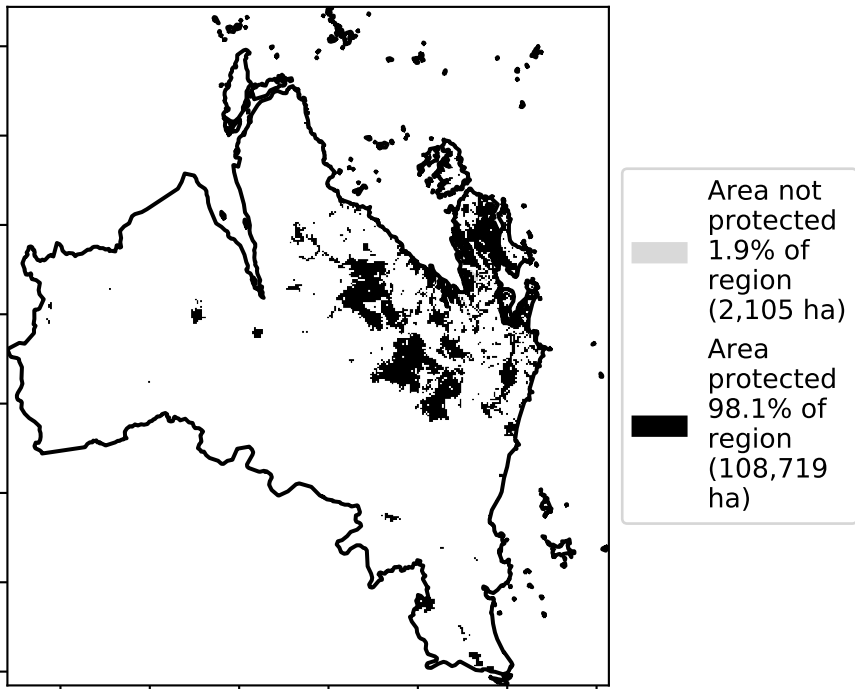 Area not
protected
1.9% of
region
(2,105 ha)
Area
protected
98.1% of
region
(108,719
ha)